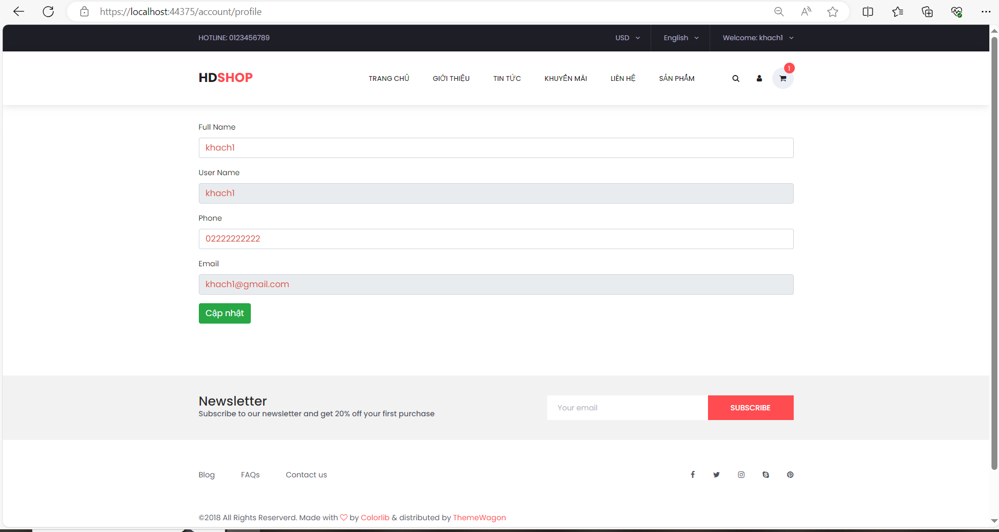 https://localhost:44375/account/profile
HOTLINE: 0123456789 USD English Welcome: khach1
HDSHOP TRANG CHỦ GIỚI THIỆU TIN TỨC KHUYẾN MÃI LIÊN HỆ SẢN PHẨM 1
Full Name
khach1
User Name
khach1
Phone
02222222222
Email
khach1@gmail.com
Cập nhật
Newsletter
Subscribe to our newsletter and get 20% off your first purchase
Your email SUBSCRIBE
Blog FAQs Contact us
©2018 All Rights Reserverd. Made with by Colorlib & distributed by ThemeWagon